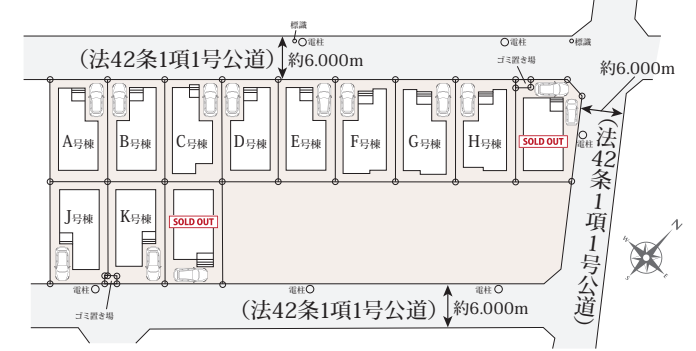 標識
電柱
電柱
標識
(法42条1項1号公道)
約6.000m
ゴミ置き場
約6.000m
A号棟
B号棟
C号棟
D号棟
E号棟
F号棟
G号棟
H号棟
SOLD OUT
電柱
(法42条1項1号公道)
J号棟
K号棟
SOLD OUT
N
W
S
E
電柱
電柱
電柱
ゴミ置き場
(法42条1項1号公道)
約6.000m